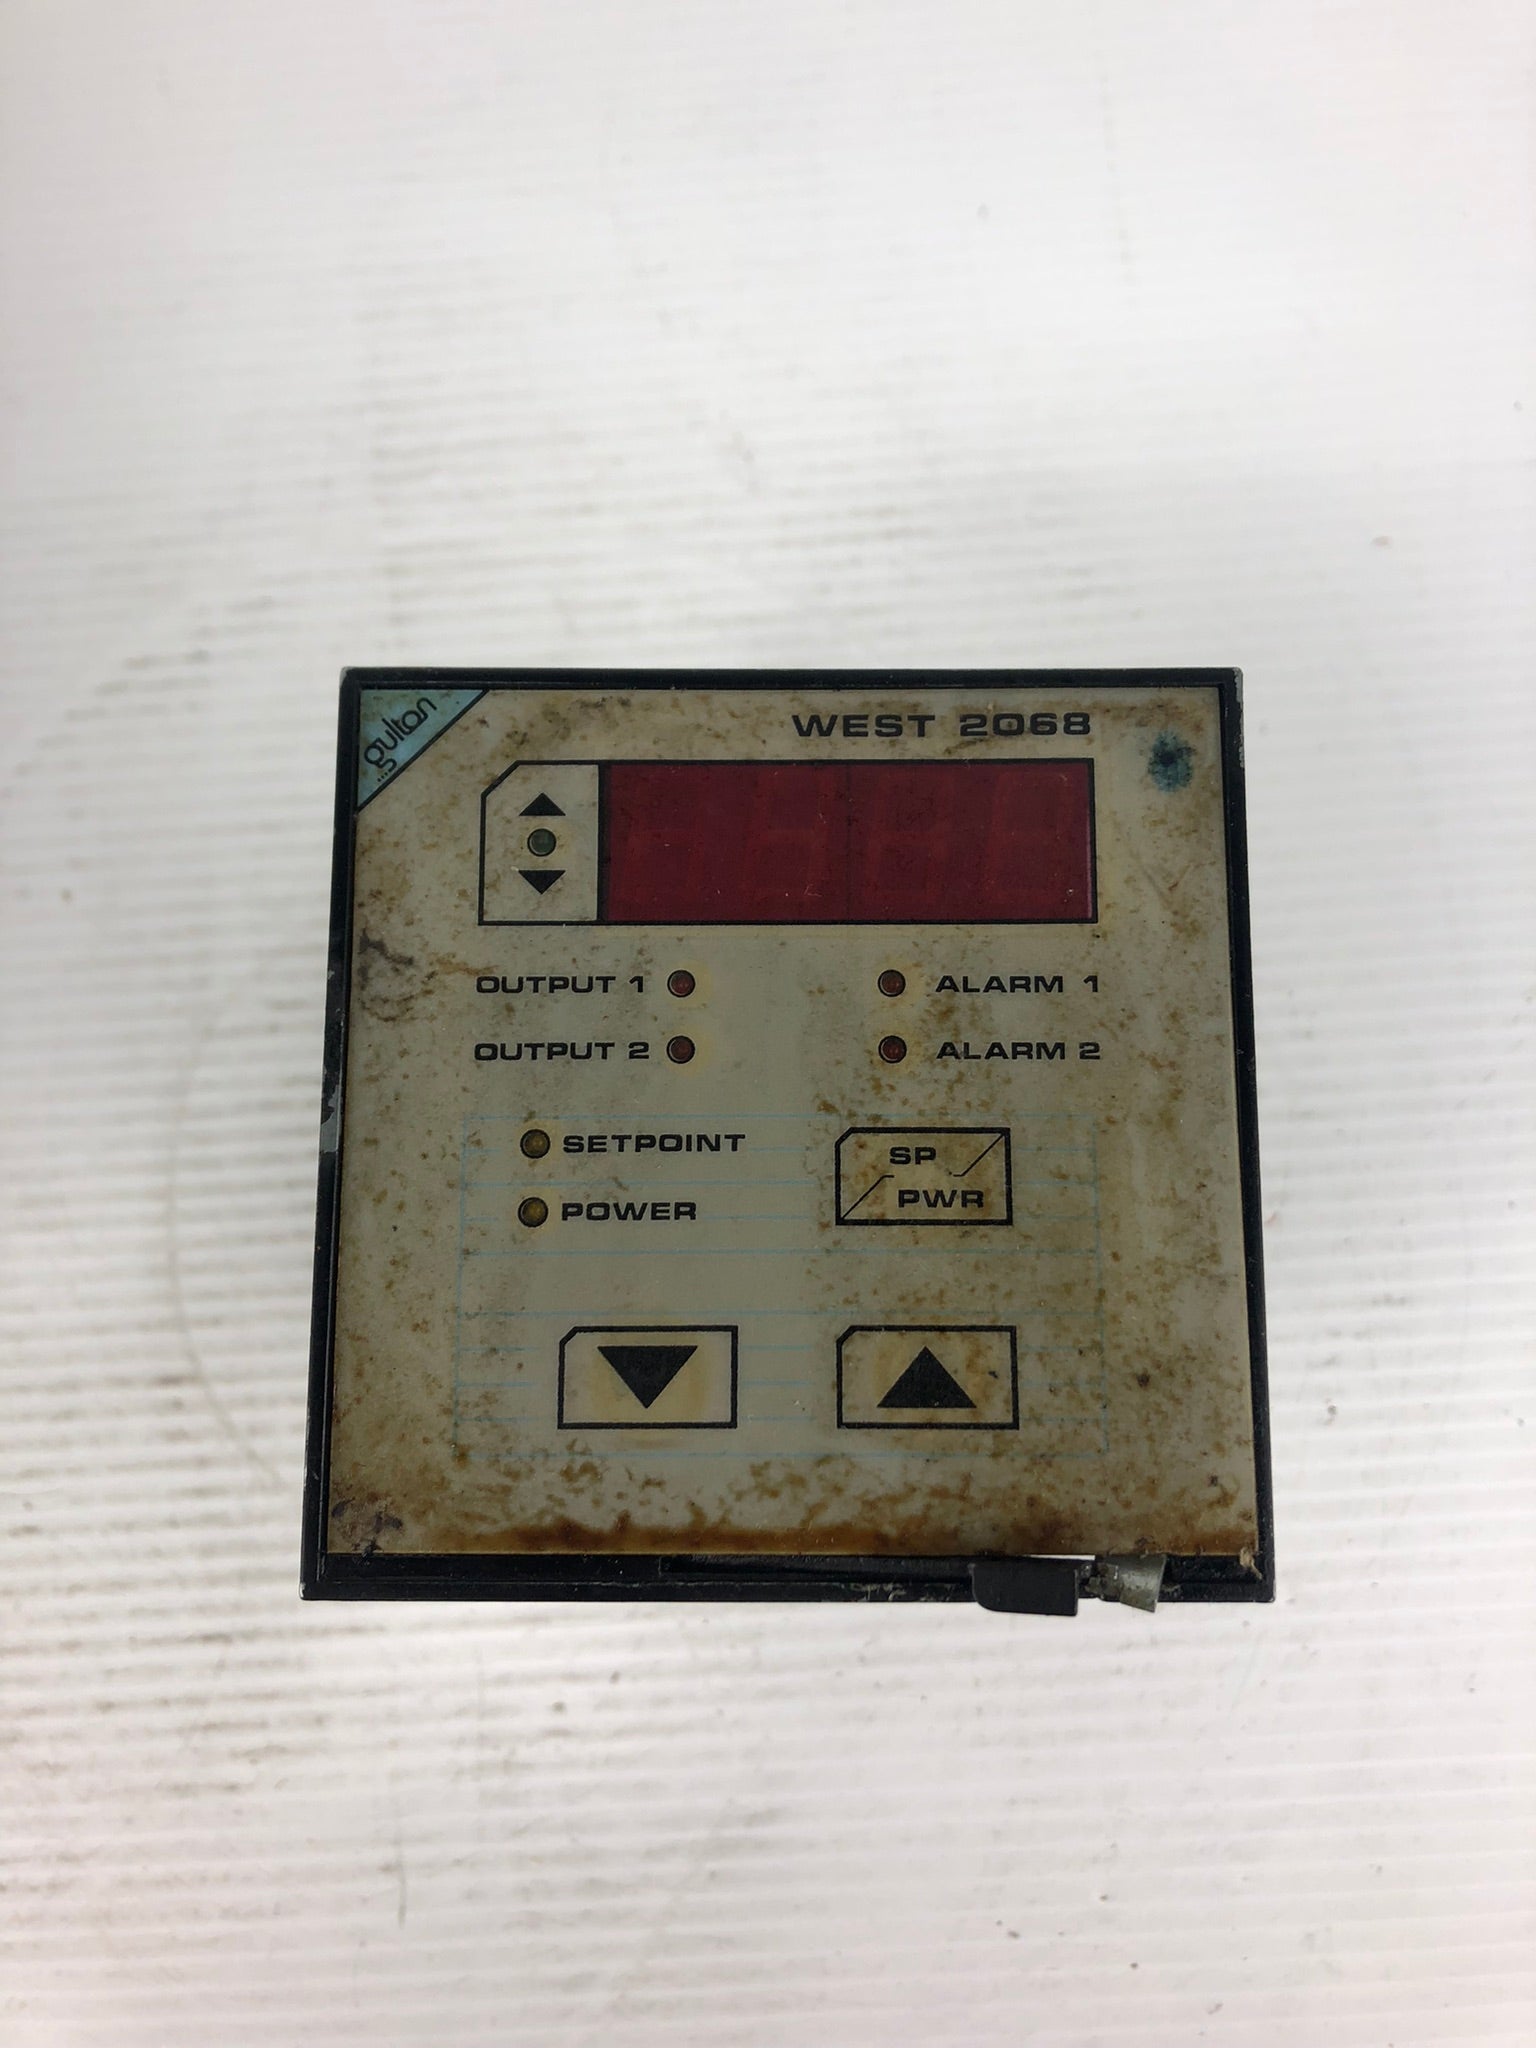 gulton
WEST 2068
OUTPUT 1
ALARM 1
OUTPUT 2
ALARM 2
SETPOINT
SP
PWR
POWER